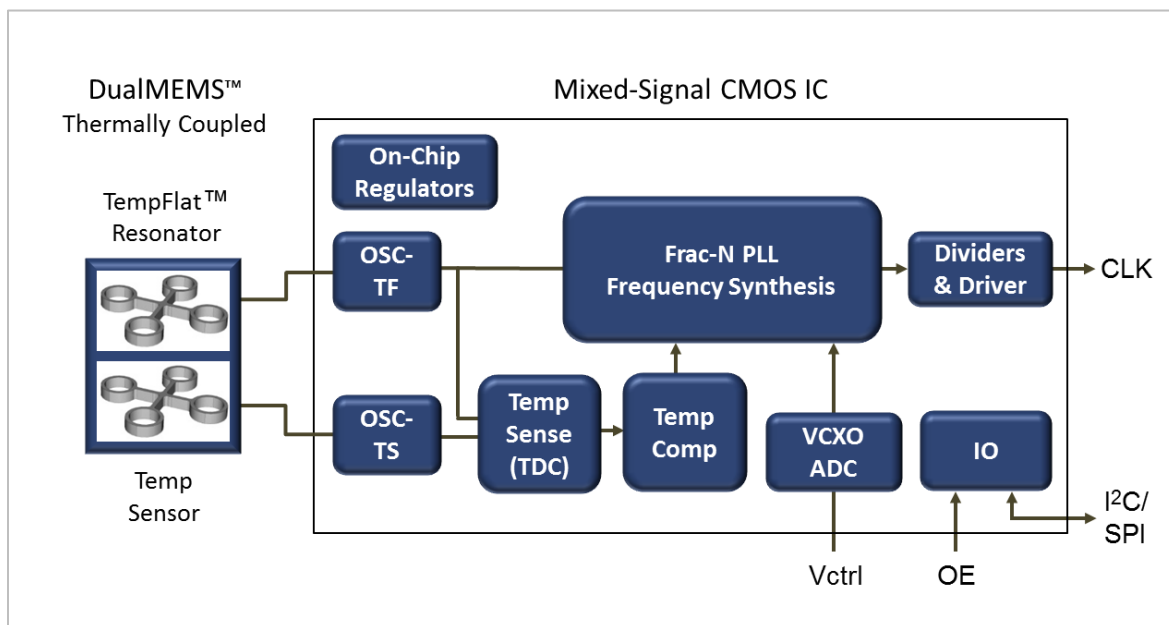 DualMEMS™
Thermally Coupled
Mixed-Signal CMOS IC
On-Chip
Regulators
TempFlat™
Resonator
OSC-
TF
Frac-N PLL
Frequency Synthesis
Dividers
& Driver
CLK
OSC-
TS
Temp
Sense
(TDC)
Temp
Comp
VCXO
ADC
IO
Temp
Sensor
I²C/
SPI
Vctrl
OE